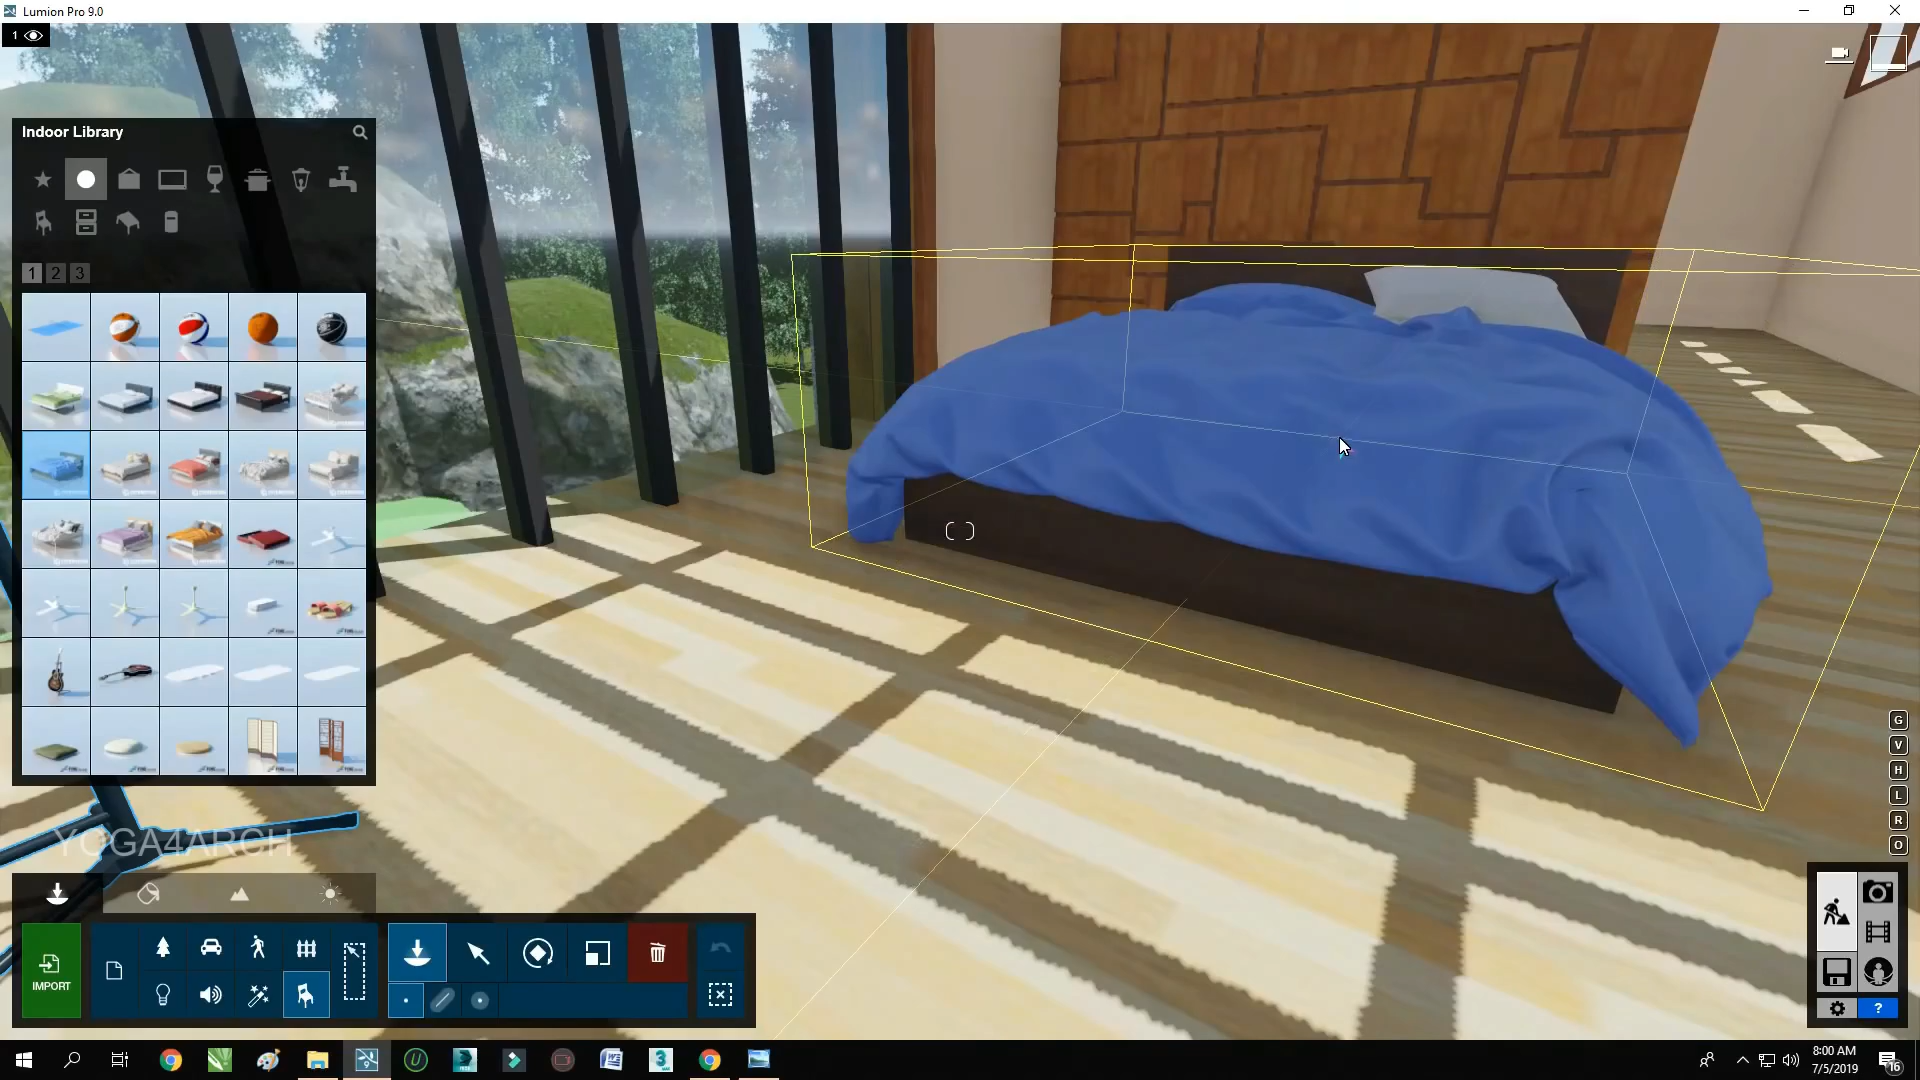 Lumion Pro 9.0
1
Indoor Library
1 2 3
G
V
H
L
R
O
YOGA4ARCH
IMPORT
?
8:00 AM
7/5/2019
16